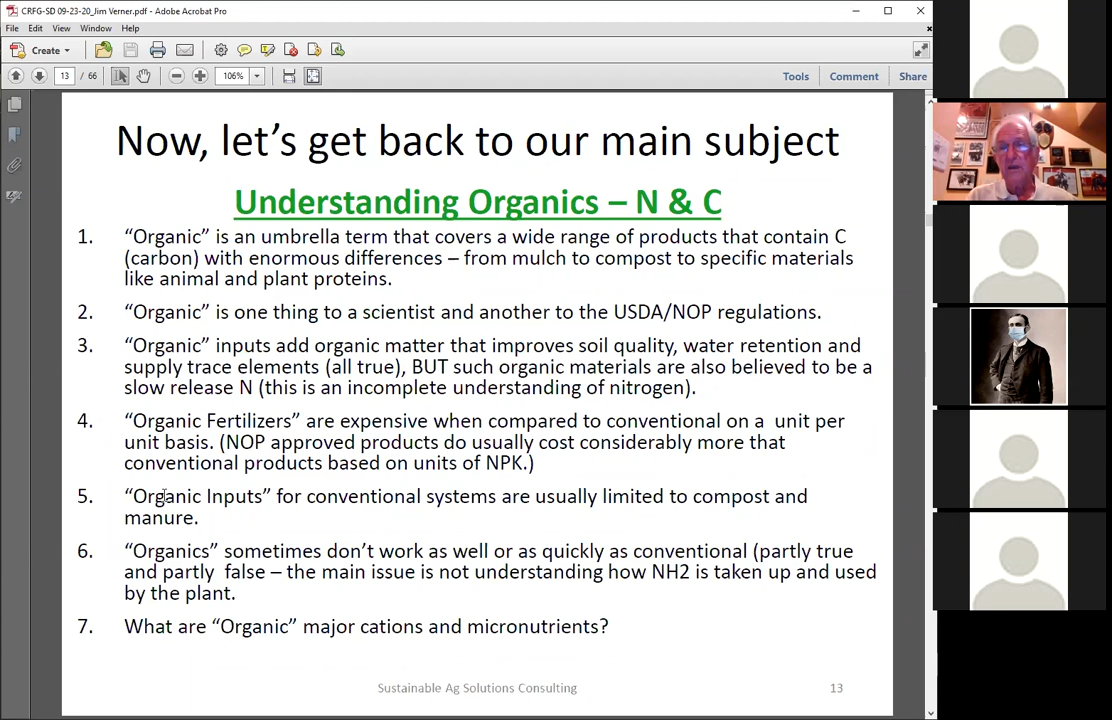 CRFG-SD 09-23-20_Jim Verner.pdf - Adobe Acrobat Pro
File Edit View Window Help
Create
13 / 66 106% Tools Comment Share
Now, let's get back to our main subject
Understanding Organics – N & C
1. “Organic” is an umbrella term that covers a wide range of products that contain C
(carbon) with enormous differences – from mulch to compost to specific materials
like animal and plant proteins.
2. “Organic” is one thing to a scientist and another to the USDA/NOP regulations.
3. “Organic” inputs add organic matter that improves soil quality, water retention and
supply trace elements (all true), BUT such organic materials are also believed to be a
slow release N (this is an incomplete understanding of nitrogen).
4. “Organic Fertilizers” are expensive when compared to conventional on a unit per
unit basis. (NOP approved products do usually cost considerably more that
conventional products based on units of NPK.)
5. “Organic Inputs” for conventional systems are usually limited to compost and
manure.
6. “Organics” sometimes don’t work as well or as quickly as conventional (partly true
and partly false – the main issue is not understanding how NH2 is taken up and used
by the plant.
7. What are “Organic” major cations and micronutrients?
Sustainable Ag Solutions Consulting
13